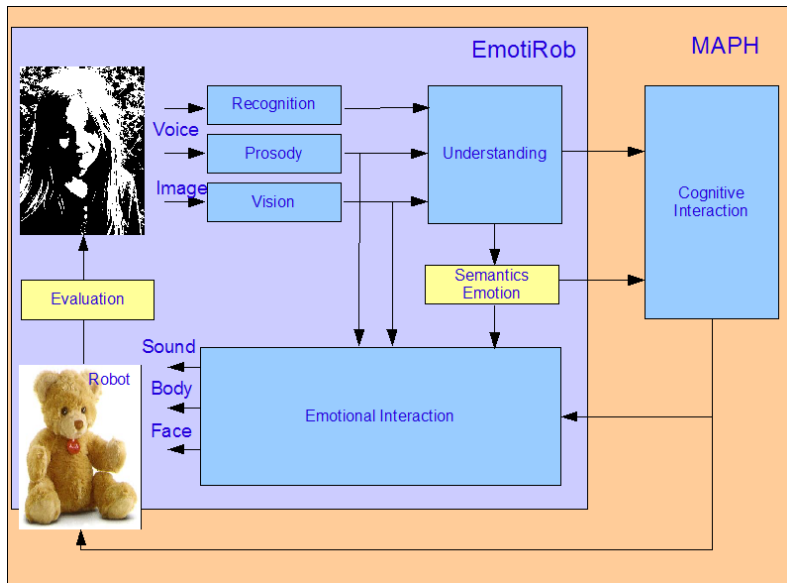 EmotiRob
MAPH
Recognition
Voice
Prosody
Understanding
Image
Vision
Cognitive
Interaction
Semantics
Emotion
Evaluation
Sound
Robot
Body
Emotional Interaction
Face